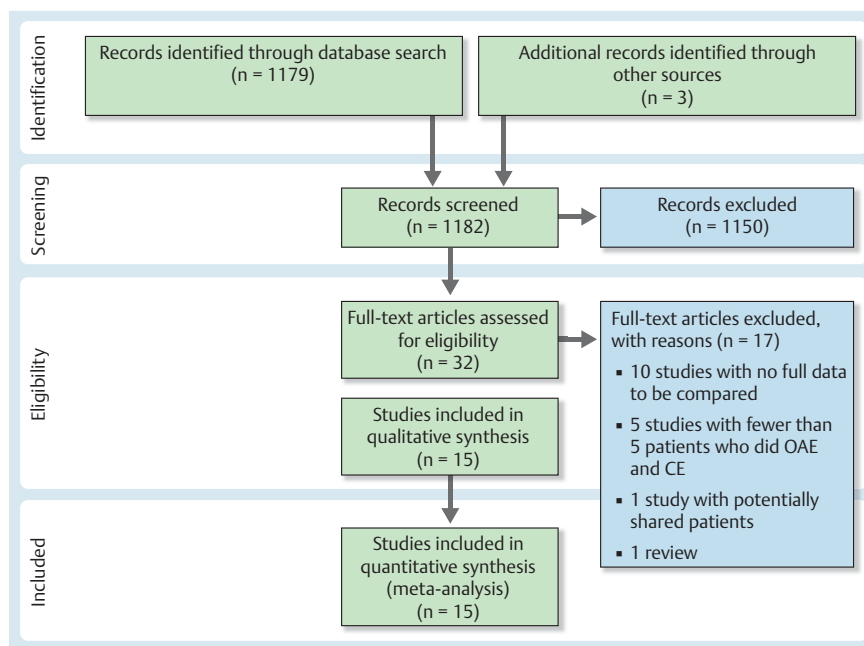 Identification
Records identified through database search
(n = 1179)
Additional records identified through
other sources
(n = 3)
Screening
Records screened
(n = 1182)
Records excluded
(n = 1150)
Eligibility
Full-text articles assessed
for eligibility
(n = 32)
Full-text articles excluded,
with reasons (n = 17)
▪ 10 studies with no full data
to be compared
▪ 5 studies with fewer than
5 patients who did OAE
and CE
▪ 1 study with potentially
shared patients
▪ 1 review
Studies included in
qualitative synthesis
(n = 15)
Included
Studies included in
quantitative synthesis
(meta-analysis)
(n = 15)